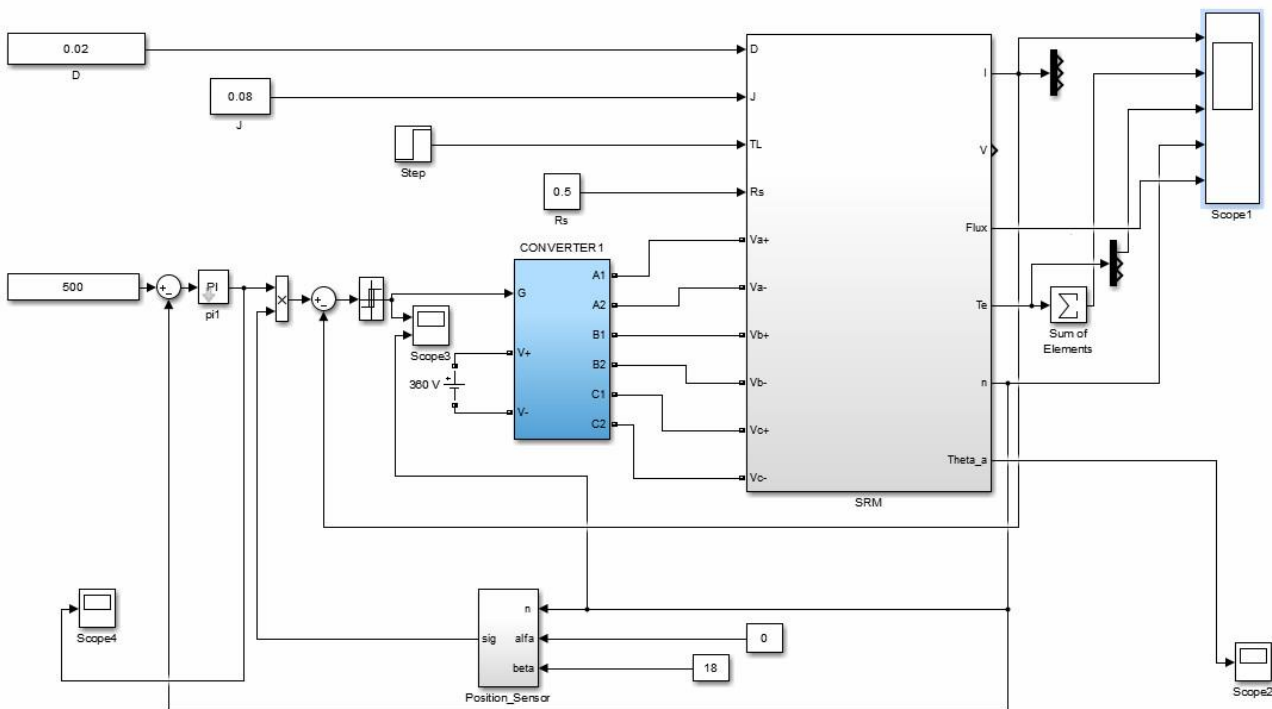 0.02
D
D
0.08
J
J
Step
TL
0.5
Rs
Rs
CONVERTER1
G
V+
V-
A1
A2
B1
B2
C1
C2
360 V
+
Va+
Va-
Vb+
Vb-
Vc+
Vc-
I
V
Flux
Te
n
Theta_a
SRM
Scope1
Σ
Sum of
Elements
500
+
-
PI
pi1
×
+
-
Scope3
Scope4
n
sig
alfa
beta
Position_Sensor
0
18
Scope2